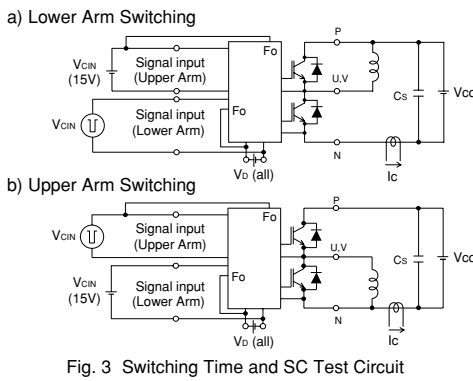 a) Lower Arm Switching
P
Fo
VCIN
(15V)
Signal input
(Upper Arm)
U,V
CS
VCC
VCIN
Signal input
(Lower Arm)
Fo
N
VD (all)
Ic
b) Upper Arm Switching
P
Fo
VCIN
Signal input
(Upper Arm)
U,V
CS
VCC
VCIN
(15V)
Signal input
(Lower Arm)
Fo
N
VD (all)
Ic
Fig. 3 Switching Time and SC Test Circuit